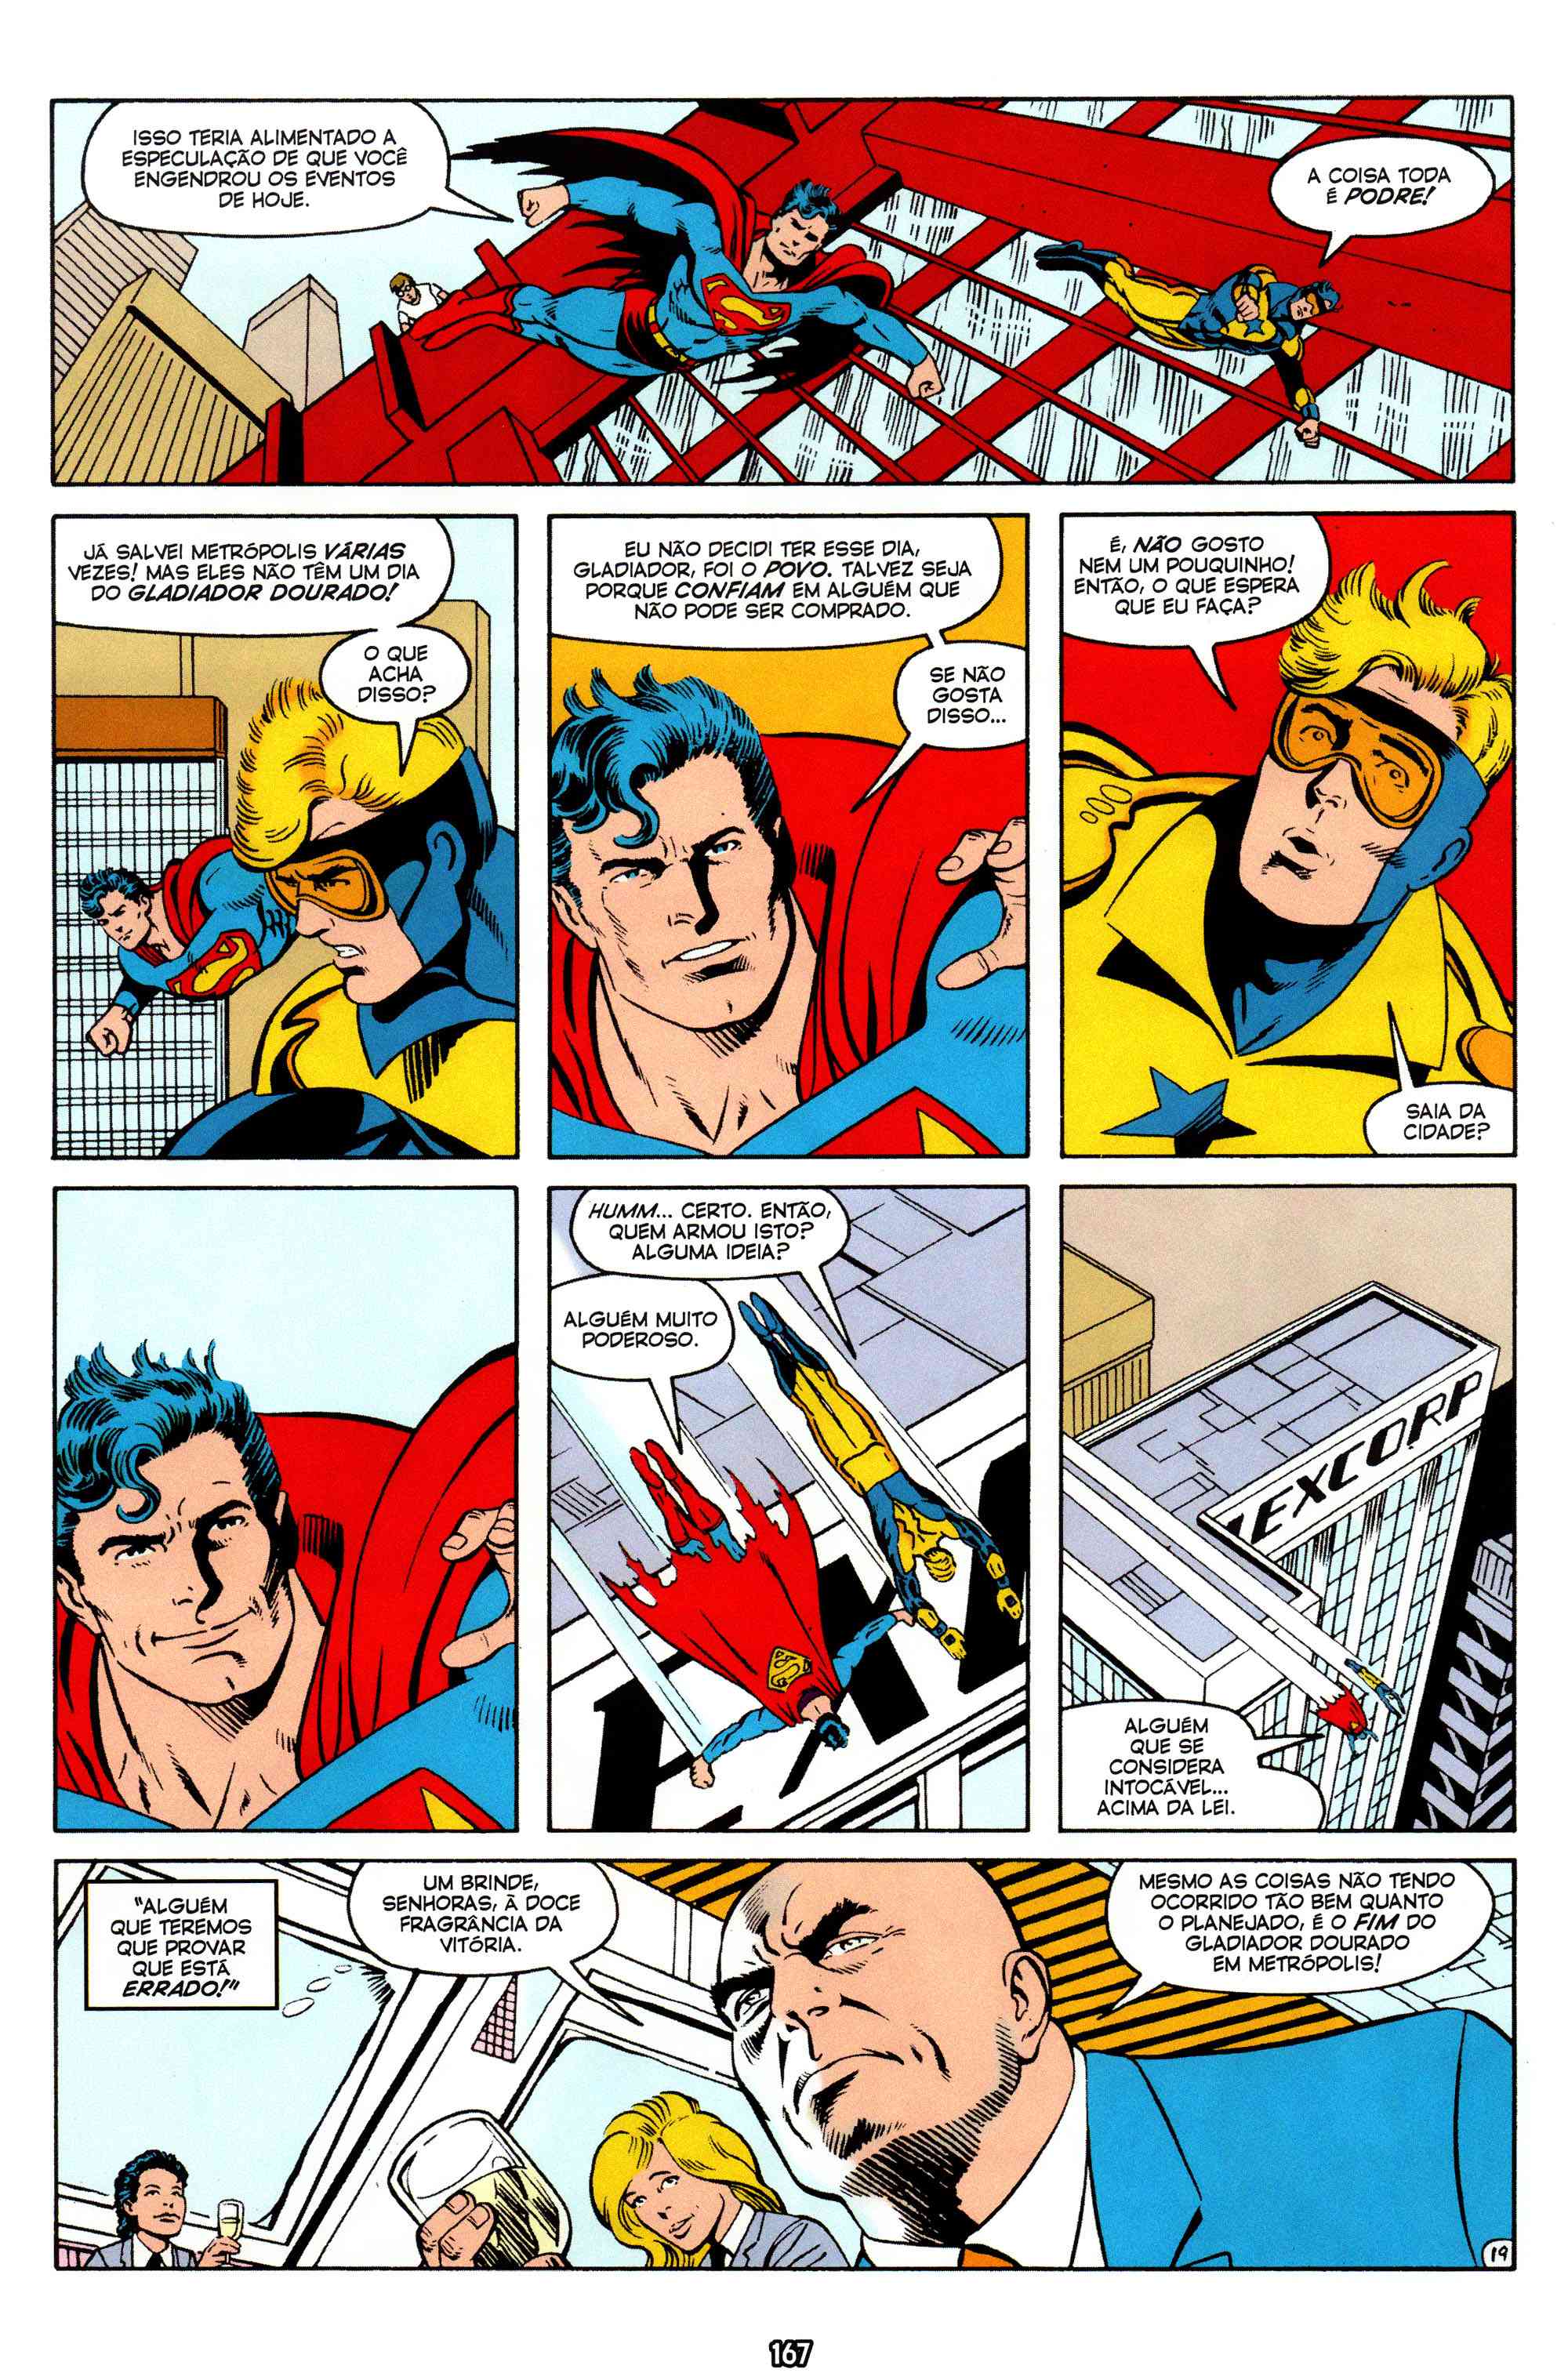 ISSO TERIA ALIMENTADO A
ESPECULAÇÃO DE QUE VOCÊ
ENGENDROU OS EVENTOS
DE HOJE.
A COISA TODA
É PODRE!
JÁ SALVEI METRÓPOLIS VÁRIAS
VEZES! MAS ELES NÃO TÊM UM DIA
DO GLADIADOR DOURADO!
O QUE
ACHA
DISSO?
EU NÃO DECIDI TER ESSE DIA,
GLADIADOR, FOI O POVO. TALVEZ SEJA
PORQUE CONFIAM EM ALGUÉM QUE
NÃO PODE SER COMPRADO.
SE NÃO
GOSTA
DISSO...
É, NÃO GOSTO
NEM UM POUQUINHO!
ENTÃO, O QUE ESPERA
QUE EU FAÇA?
SAIA DA
CIDADE?
HUMM... CERTO. ENTÃO,
QUEM ARMOU ISTO?
ALGUMA IDEIA?
ALGUÉM MUITO
PODEROSO.
LEXCORP
ALGUÉM
QUE SE
CONSIDERA
INTOCÁVEL...
ACIMA DA LEI.
"ALGUÉM
QUE TEREMOS
QUE PROVAR
QUE ESTÁ
ERRADO!"
UM BRINDE,
SENHORAS, À DOCE
FRAGRÂNCIA DA
VITÓRIA.
MESMO AS COISAS NÃO TENDO
OCORRIDO TÃO BEM QUANTO
O PLANEJADO, É O FIM DO
GLADIADOR DOURADO
EM METRÓPOLIS!
19
167